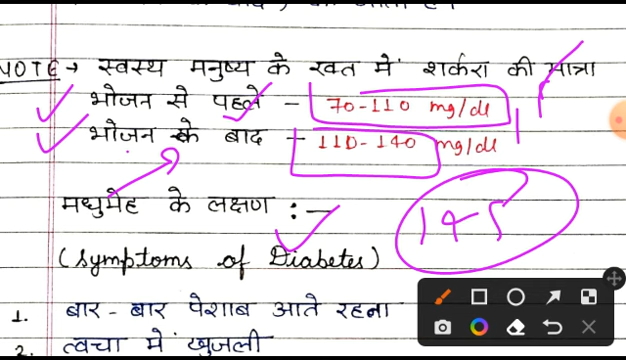 NOTE → स्वस्थ मनुष्य के रक्त में शर्करा की मात्रा
भोजन से पहले – 70-110 mg/dl
भोजन के बाद – 110-140 mg/dl
145
मधुमेह के लक्षण :–
(Symptoms of Diabetes)
1. बार - बार पेशाब आते रहना
2. त्वचा में खुजली